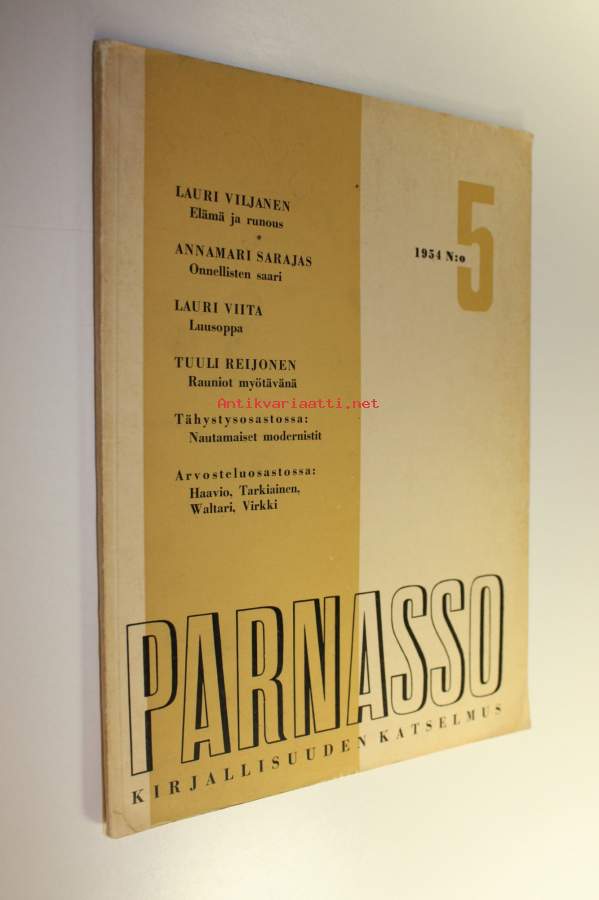 LAURI VILJANEN
Elämä ja runous
*
ANNAMARI SARAJAS
Onnellisten saari
LAURI VIITA
Luusoppa
TUULI REIJONEN
Rauniot myötävänä
Tähystysosastossa:
Nautamaiset modernistit
Arvosteluosastossa:
Haavio, Tarkiainen,
Waltari, Virkki
1954 N:o 5
Antikvariaatti.net
PARNASSO
KIRJALLISUUDEN KATSELMUS